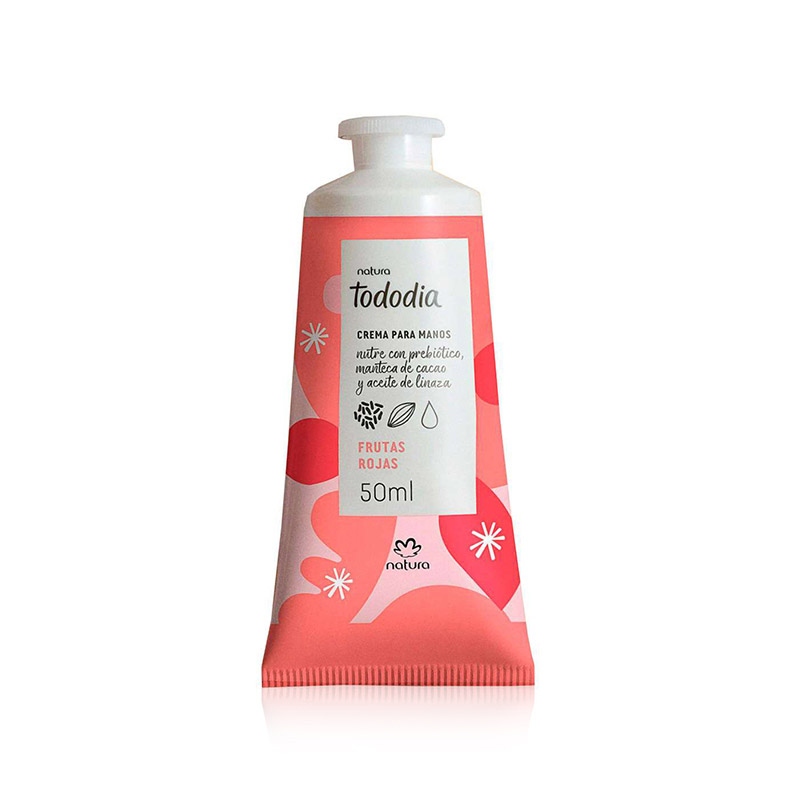 natura
Tododia
CREMA PARA MANOS
nutre con prebiótico,
manteca de cacao
y aceite de linaza
FRUTAS
ROJAS
50ml
natura